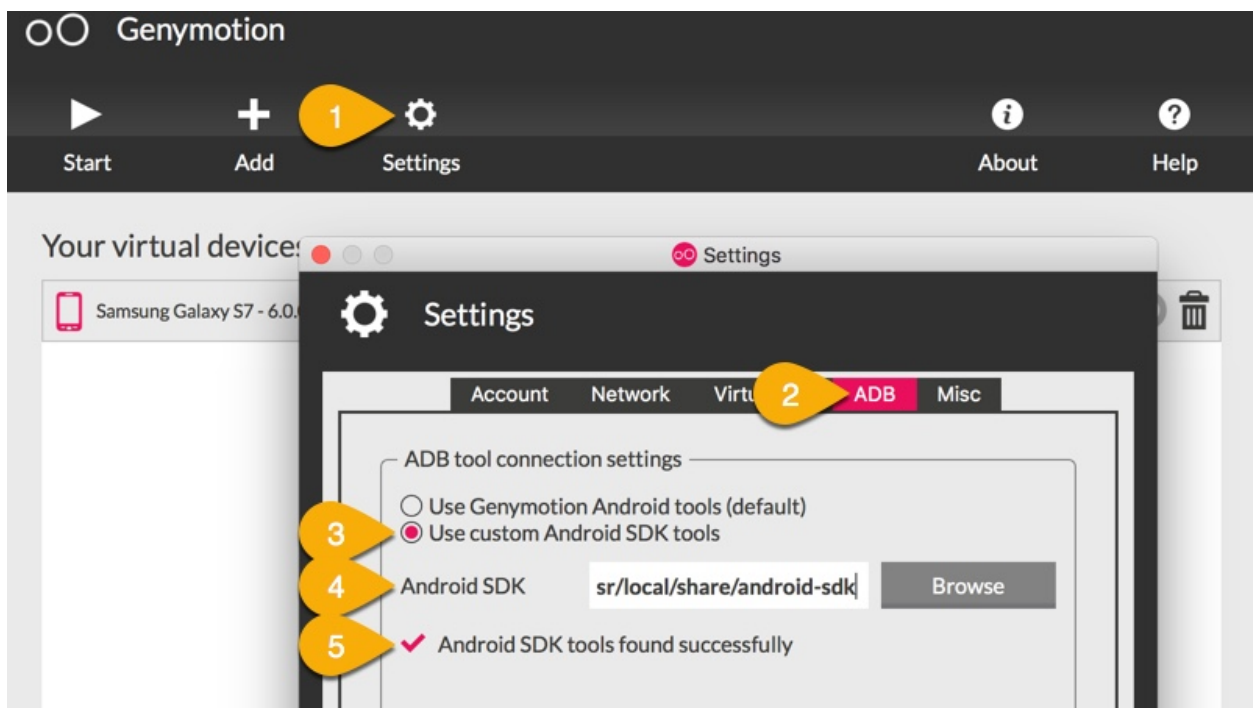 Genymotion
1
Start Add Settings About Help
Your virtual devices
Settings
Samsung Galaxy S7 - 6.0.
Settings
Account Network Virtu 2 ADB Misc
ADB tool connection settings
Use Genymotion Android tools (default)
3 Use custom Android SDK tools
4 Android SDK sr/local/share/android-sdk Browse
5 Android SDK tools found successfully